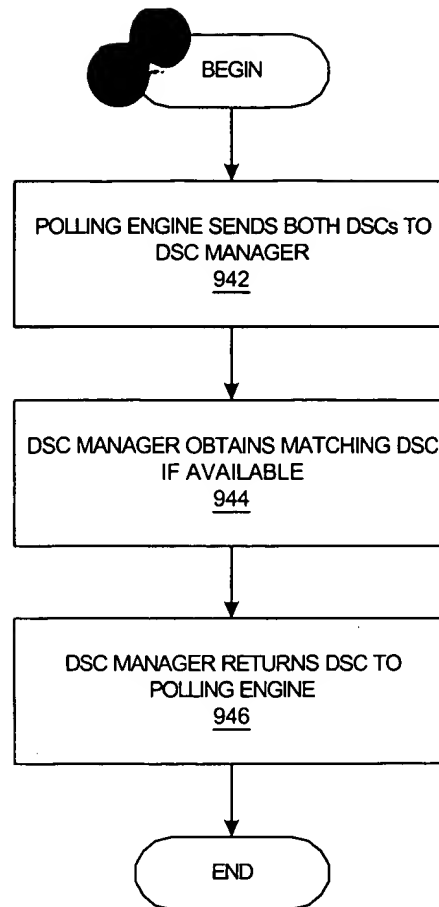 BEGIN
POLLING ENGINE SENDS BOTH DSCs TO
DSC MANAGER
942
DSC MANAGER OBTAINS MATCHING DSC
IF AVAILABLE
944
DSC MANAGER RETURNS DSC TO
POLLING ENGINE
946
END